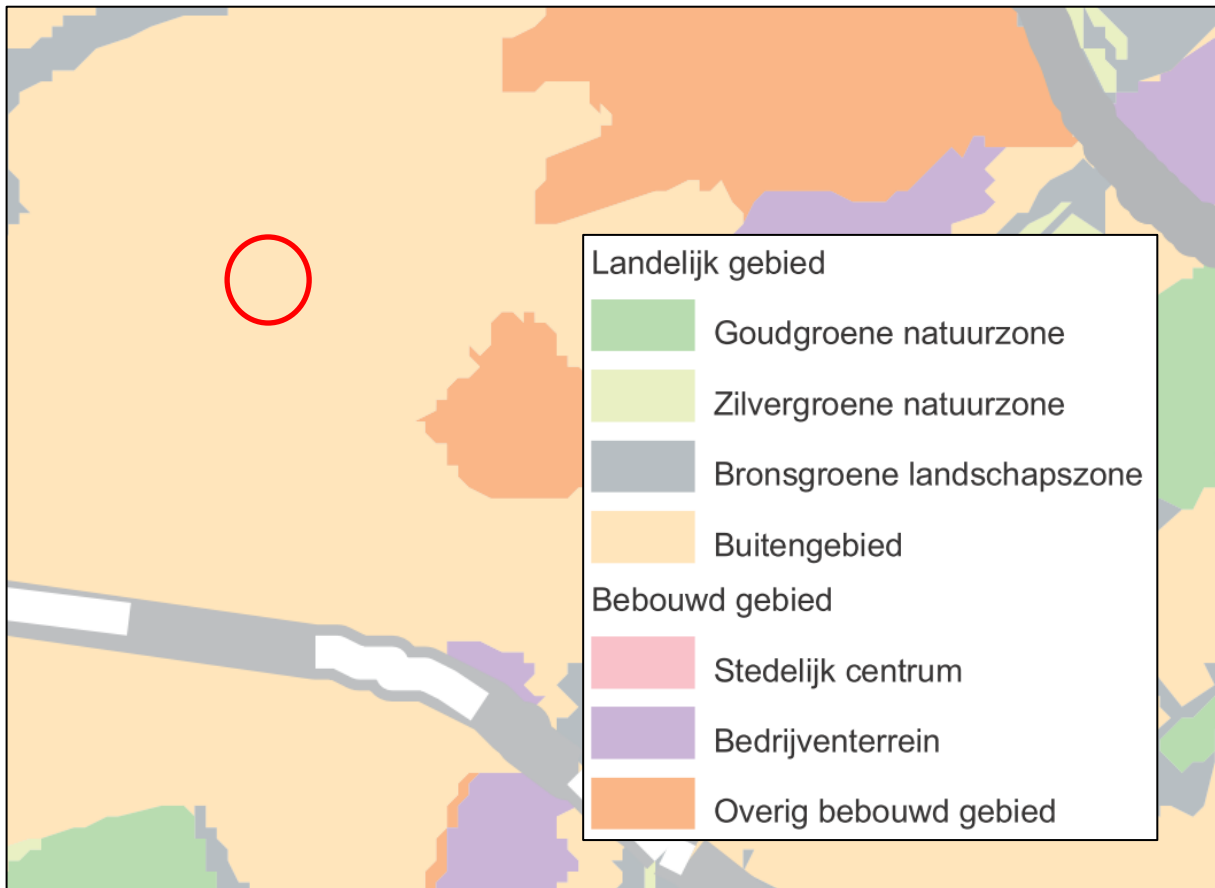 Landelijk gebied
Goudgroene natuurzone
Zilvergroene natuurzone
Bronsgroene landschapszone
Buitengebied
Bebouwd gebied
Stedelijk centrum
Bedrijventerrein
Overig bebouwd gebied